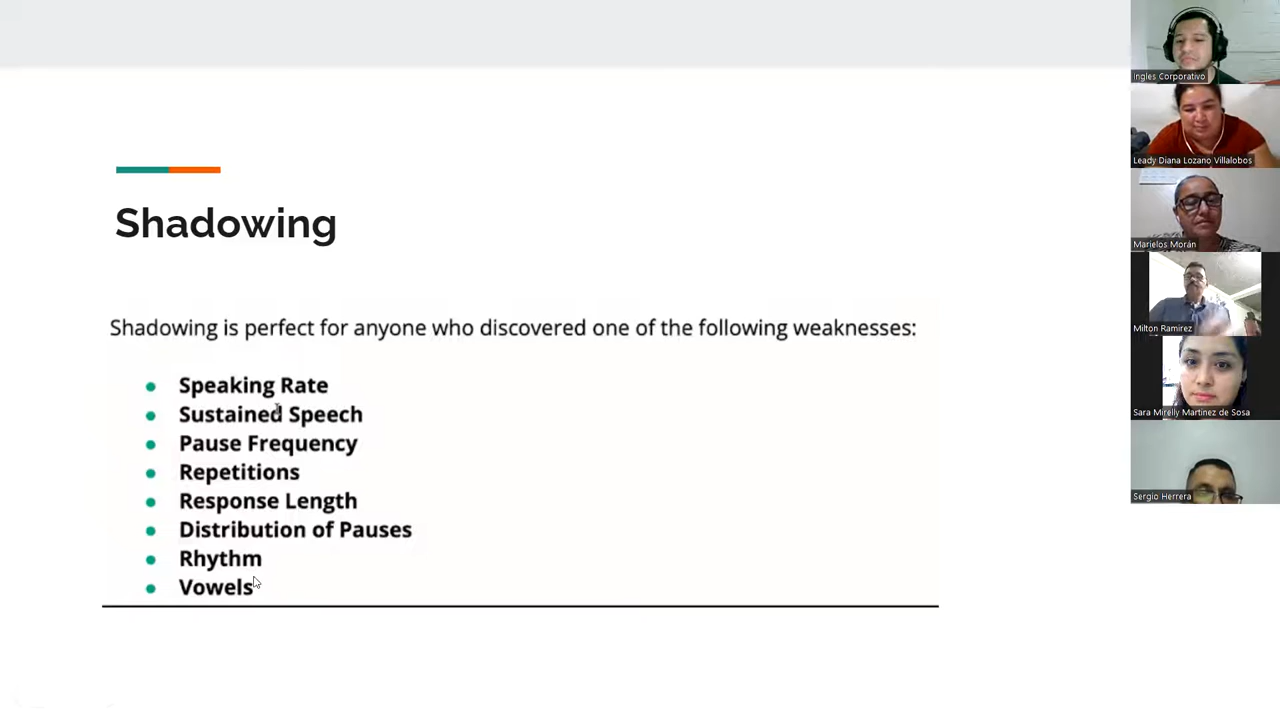 Shadowing
Shadowing is perfect for anyone who discovered one of the following weaknesses:
Speaking Rate
Sustained Speech
Pause Frequency
Repetitions
Response Length
Distribution of Pauses
Rhythm
Vowels
Ingles Corporativo
Leady Diana Lozano Villalobos
Marielos Morán
Milton Ramirez
Sara Mirelly Martinez de Sosa
Sergio Herrera